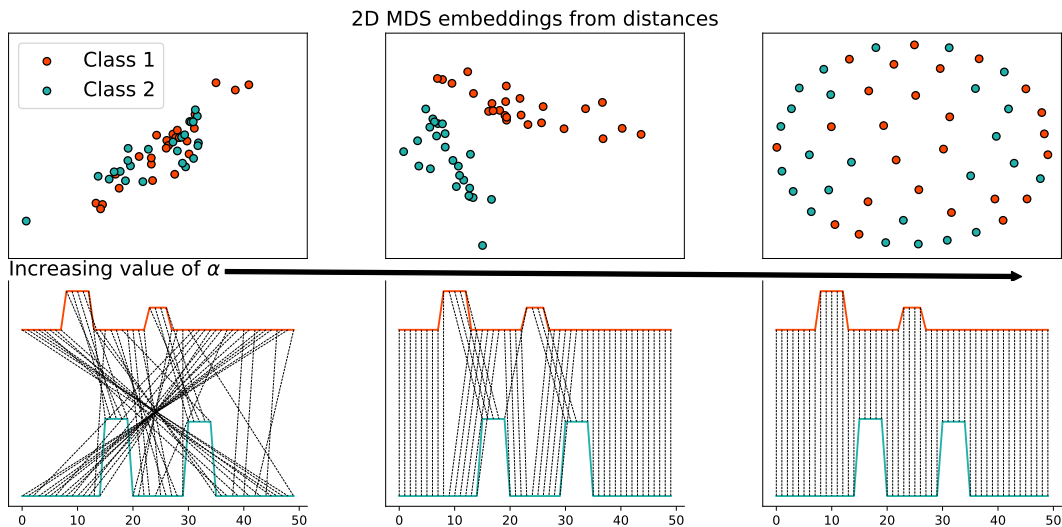 2D MDS embeddings from distances
Class 1
Class 2
Increasing value of α
0 10 20 30 40 50
0 10 20 30 40 50
0 10 20 30 40 50